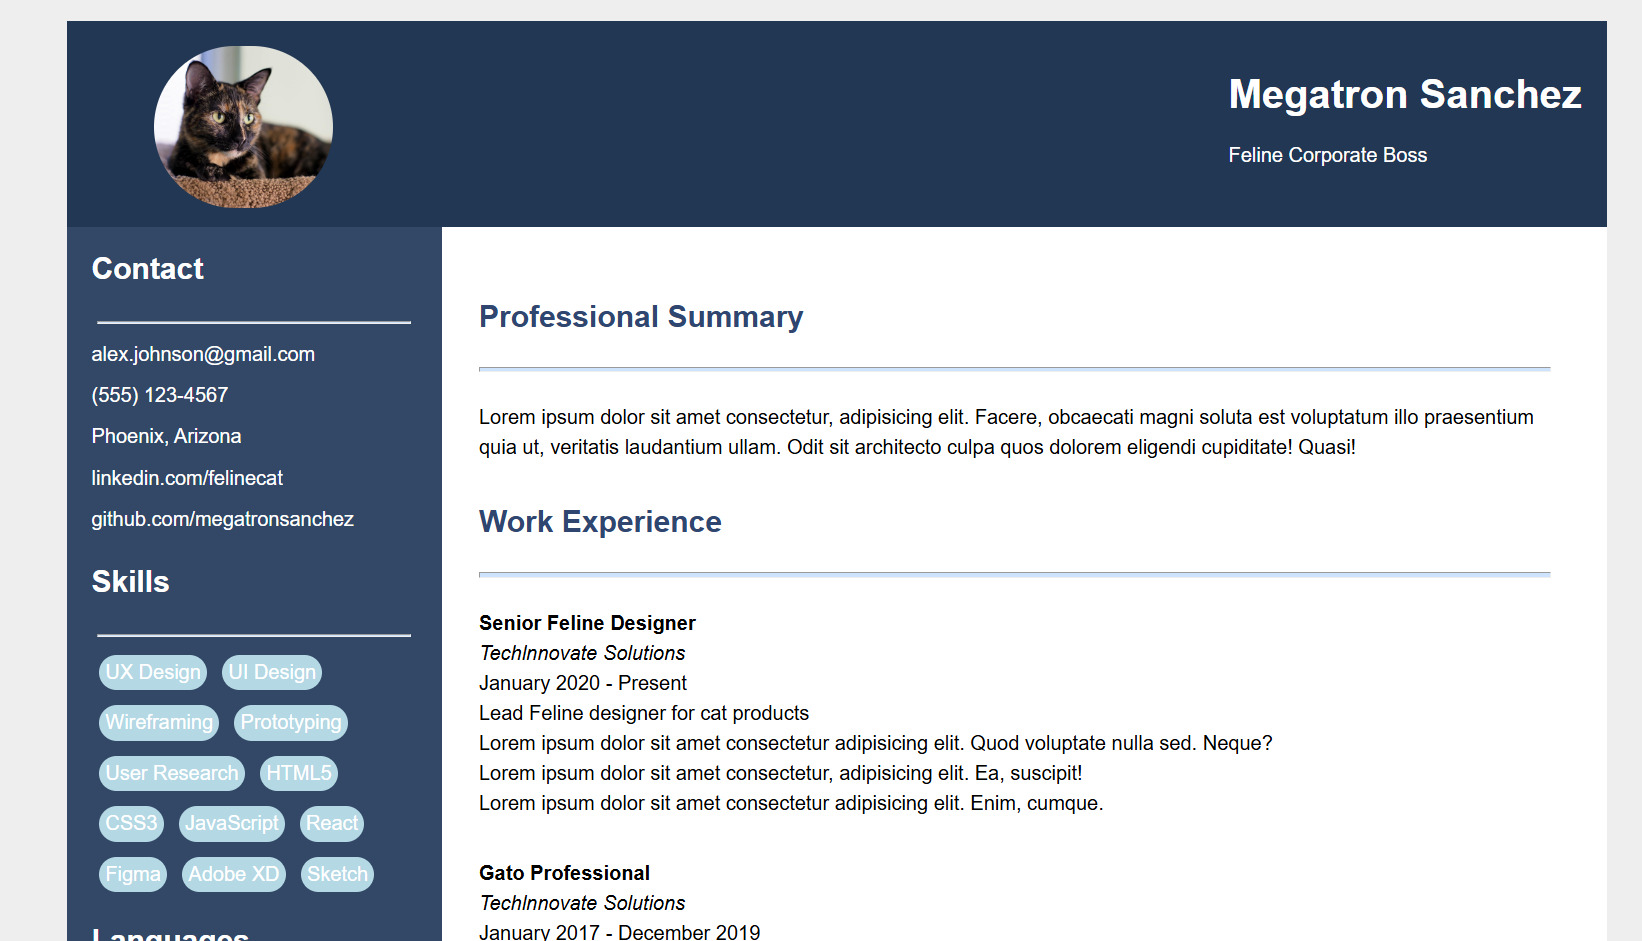 Megatron Sanchez
Feline Corporate Boss
Contact
alex.johnson@gmail.com
(555) 123-4567
Phoenix, Arizona
linkedin.com/felinecat
github.com/megatronsanchez
Skills
UX Design UI Design
Wireframing Prototyping
User Research HTML5
CSS3 JavaScript React
Figma Adobe XD Sketch
Languages
Professional Summary
Lorem ipsum dolor sit amet consectetur, adipisicing elit. Facere, obcaecati magni soluta est voluptatum illo praesentium
quia ut, veritatis laudantium ullam. Odit sit architecto culpa quos dolorem eligendi cupiditate! Quasi!
Work Experience
Senior Feline Designer
TechInnovate Solutions
January 2020 - Present
Lead Feline designer for cat products
Lorem ipsum dolor sit amet consectetur adipisicing elit. Quod voluptate nulla sed. Neque?
Lorem ipsum dolor sit amet consectetur, adipisicing elit. Ea, suscipit!
Lorem ipsum dolor sit amet consectetur adipisicing elit. Enim, cumque.
Gato Professional
TechInnovate Solutions
January 2017 - December 2019